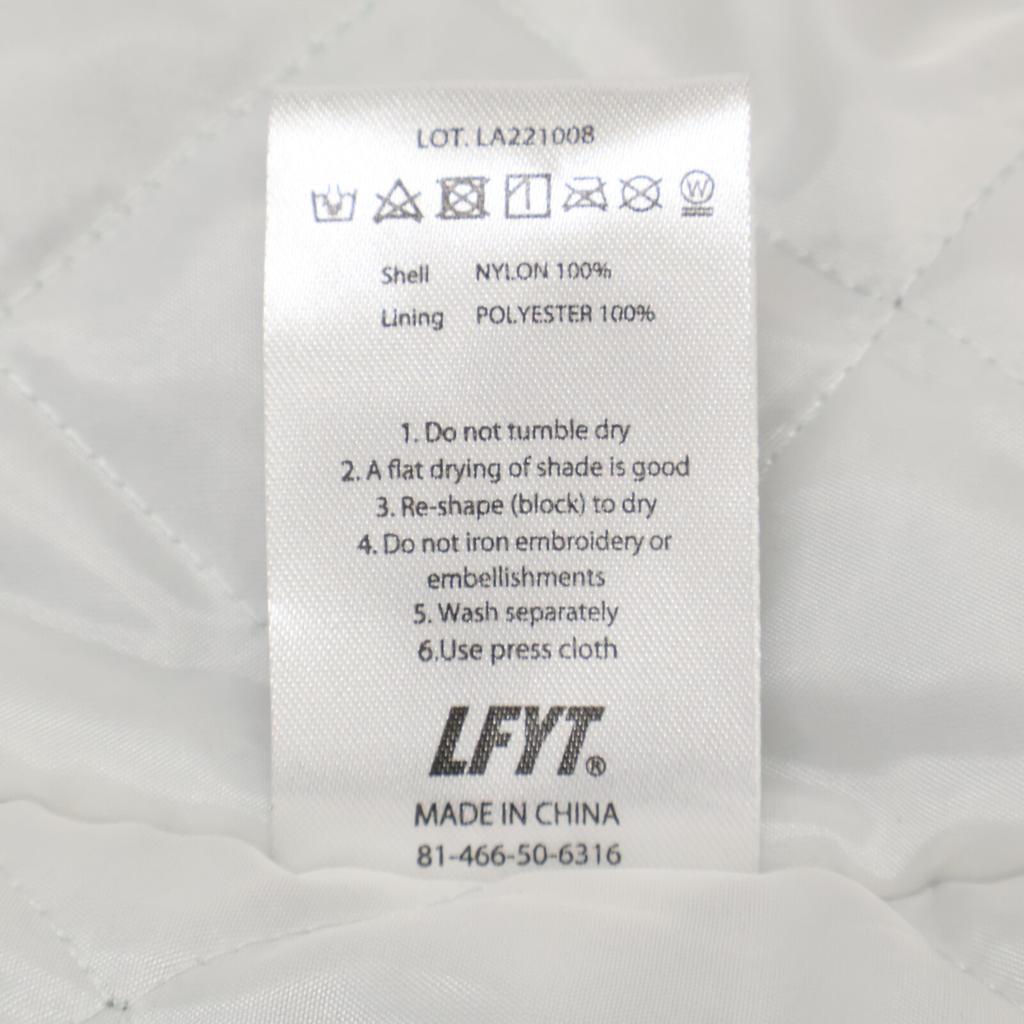 LOT. LA221008
W
Shell NYLON 100%
Lining POLYESTER 100%
1. Do not tumble dry
2. A flat drying of shade is good
3. Re-shape (block) to dry
4. Do not iron embroidery or
embellishments
5. Wash separately
6.Use press cloth
LFYT®
MADE IN CHINA
81-466-50-6316